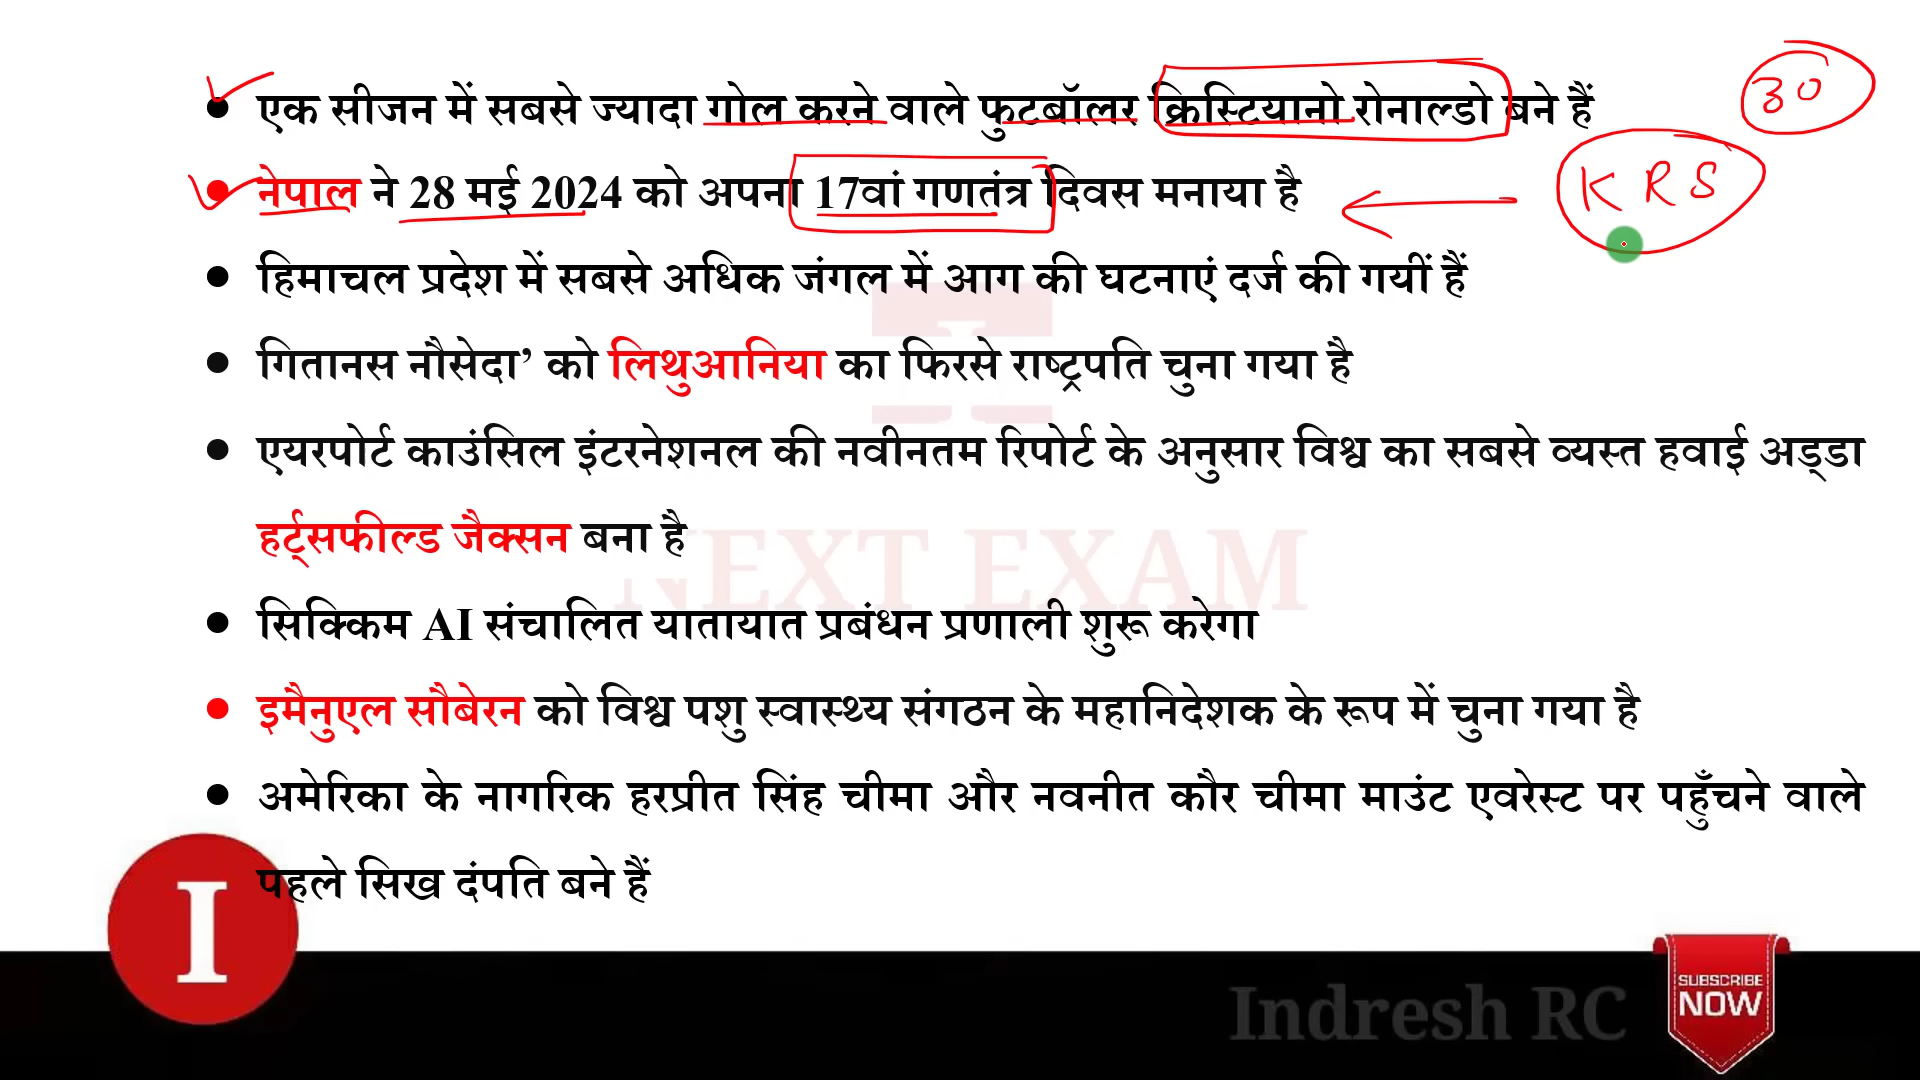 एक सीजन में सबसे ज्यादा गोल करने वाले फुटबॉलर क्रिस्टियानो रोनाल्डो बने हैं
30
नेपाल ने 28 मई 2024 को अपना 17वां गणतंत्र दिवस मनाया है
KRS
हिमाचल प्रदेश में सबसे अधिक जंगल में आग की घटनाएं दर्ज की गयीं हैं
गितानस नौसेदा’ को लिथुआनिया का फिरसे राष्ट्रपति चुना गया है
एयरपोर्ट काउंसिल इंटरनेशनल की नवीनतम रिपोर्ट के अनुसार विश्व का सबसे व्यस्त हवाई अड्डा
हर्ट्सफील्ड जैक्सन बना है
NEXT EXAM
सिक्किम AI संचालित यातायात प्रबंधन प्रणाली शुरू करेगा
इमैनुएल सौबेरन को विश्व पशु स्वास्थ्य संगठन के महानिदेशक के रूप में चुना गया है
अमेरिका के नागरिक हरप्रीत सिंह चीमा और नवनीत कौर चीमा माउंट एवरेस्ट पर पहुँचने वाले
पहले सिख दंपति बने हैं
I
Indresh RC
SUBSCRIBE
NOW